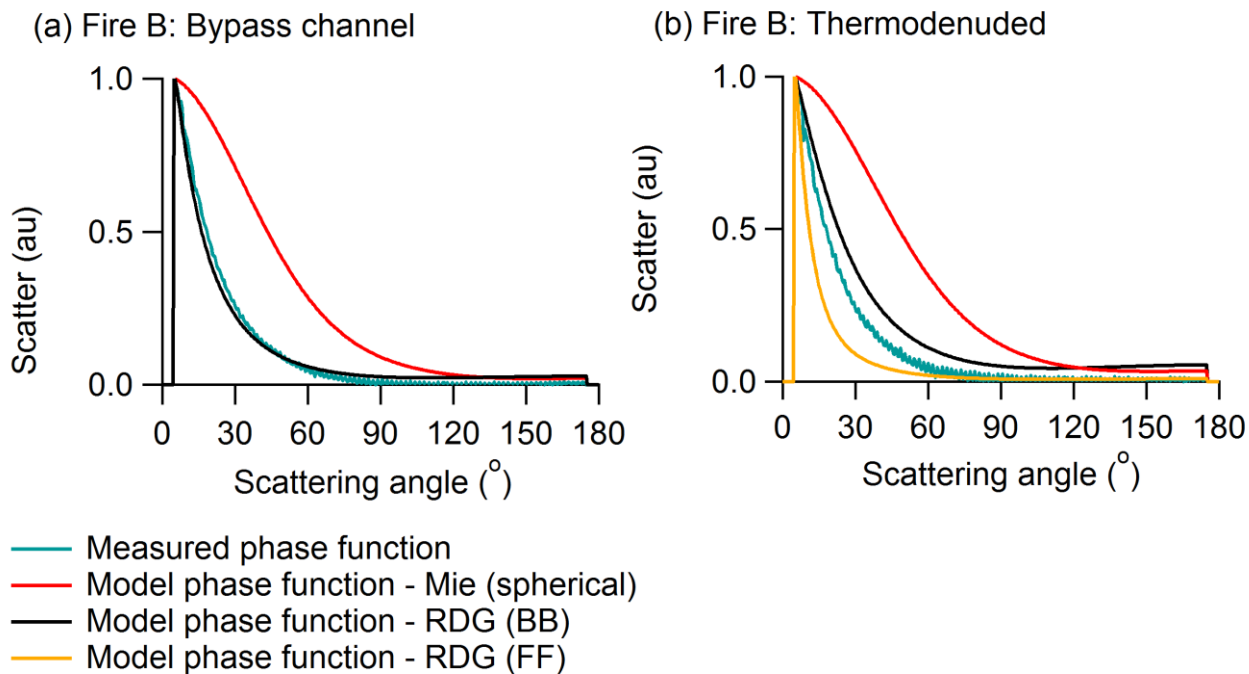 (a) Fire B: Bypass channel
1.0
0.5
0.0
Scatter (au)
0 30 60 90 120 150 180
Scattering angle (°)
(b) Fire B: Thermodenuded
1.0
0.5
0.0
Scatter (au)
0 30 60 90 120 150 180
Scattering angle (°)
Measured phase function
Model phase function - Mie (spherical)
Model phase function - RDG (BB)
Model phase function - RDG (FF)